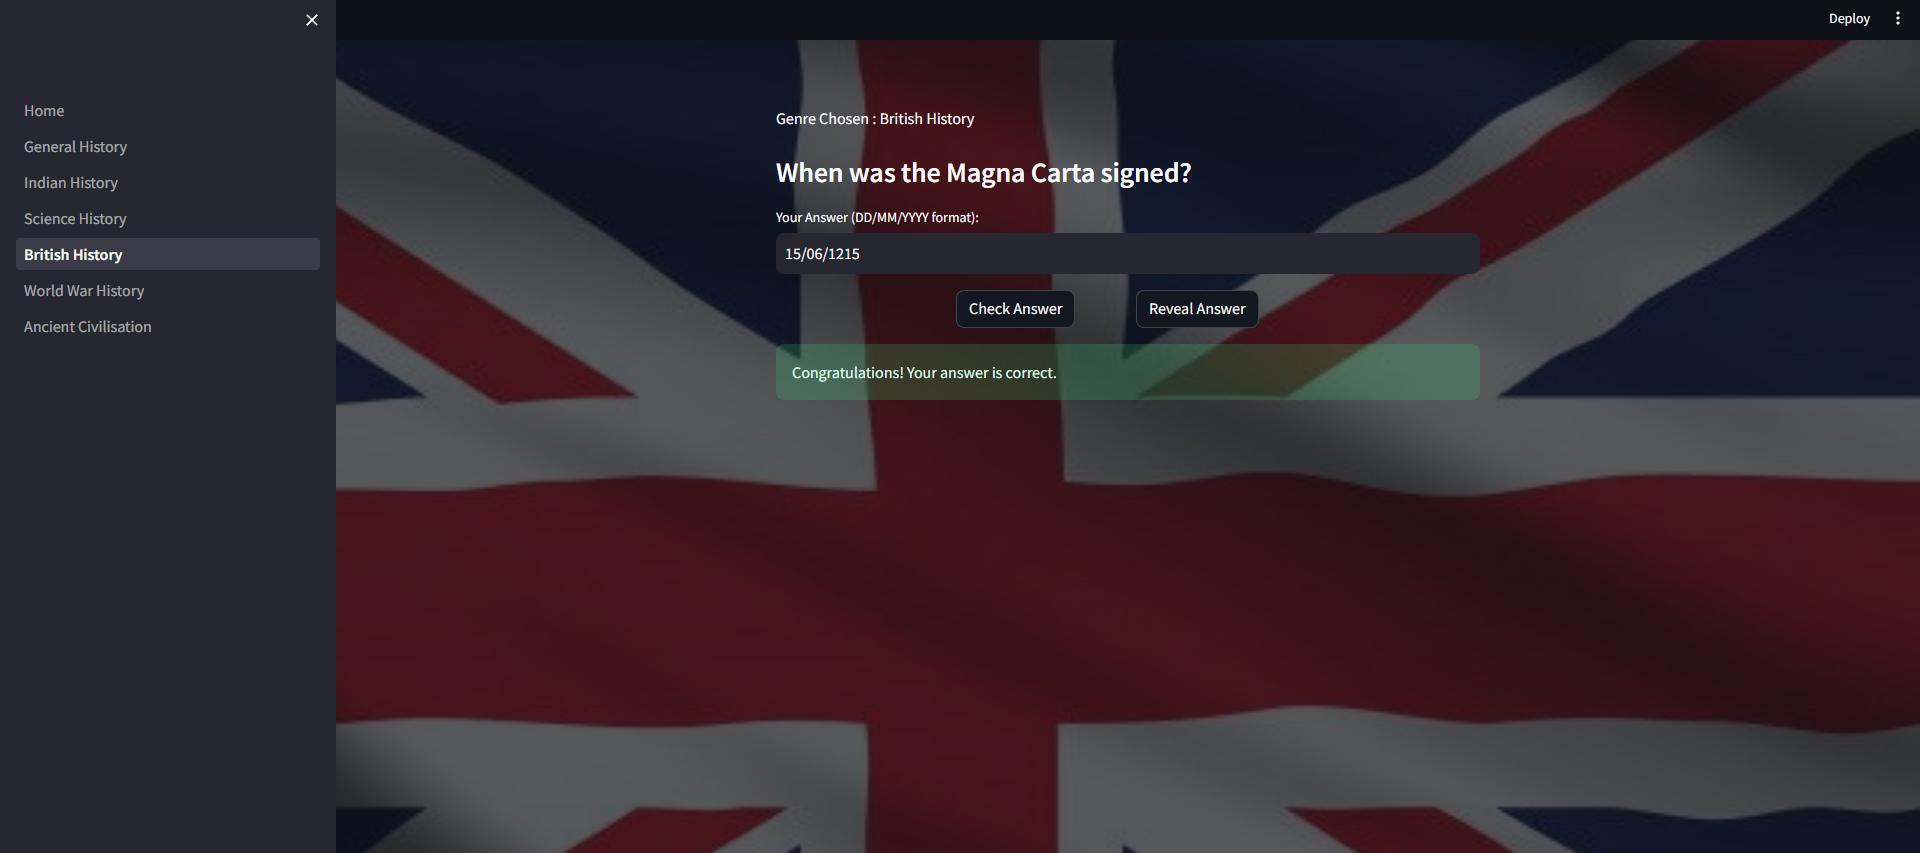 Deploy
Home
General History
Indian History
Science History
British History
World War History
Ancient Civilisation
Genre Chosen : British History
When was the Magna Carta signed?
Your Answer (DD/MM/YYYY format):
15/06/1215
Check Answer
Reveal Answer
Congratulations! Your answer is correct.